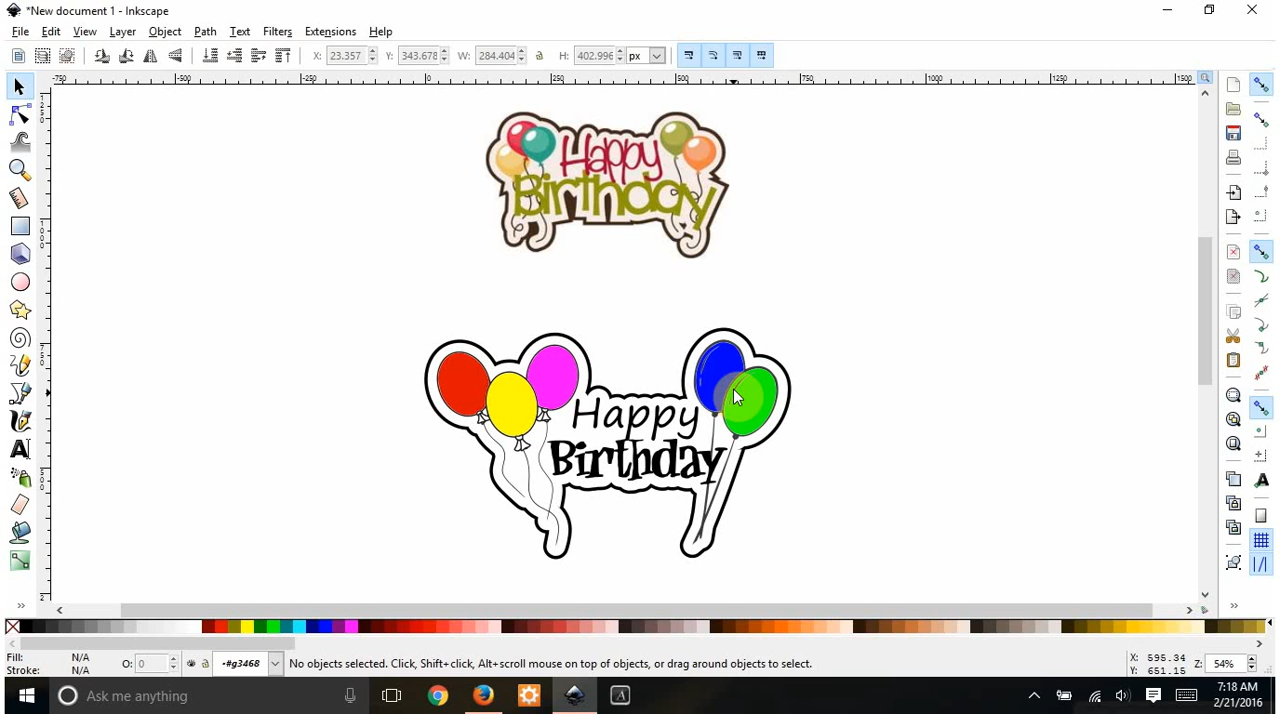 *New document 1 - Inkscape
File Edit View Layer Object Path Text Filters Extensions Help
X: 23.357 Y: 343.678 W: 284.404 H: 402.996 px
-750 -500 -250 0 250 500 750 1000 1250 1500
Happy
Birthday
Happy
Birthday
Fill: N/A
Stroke: N/A
O: 0
-#g3468
No objects selected. Click, Shift+click, Alt+scroll mouse on top of objects, or drag around objects to select.
X: 595.34
Y: 651.15
Z: 54%
Ask me anything
7:18 AM
2/21/2016